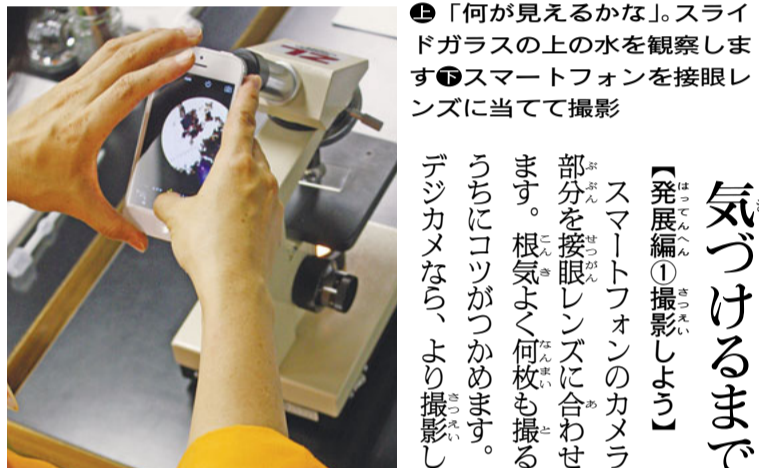 上「何が見えるかな」。スライ
ドガラスの上の水を観察しま
す下スマートフォンを接眼レ
ンズに当てて撮影
気づけるまで
【発展編①撮影しよう】
スマートフォンのカメラ
部分を接眼レンズに合わせ
ます。根気よく何枚も撮る
うちにコツがつかめます。
デジカメなら、より撮影し